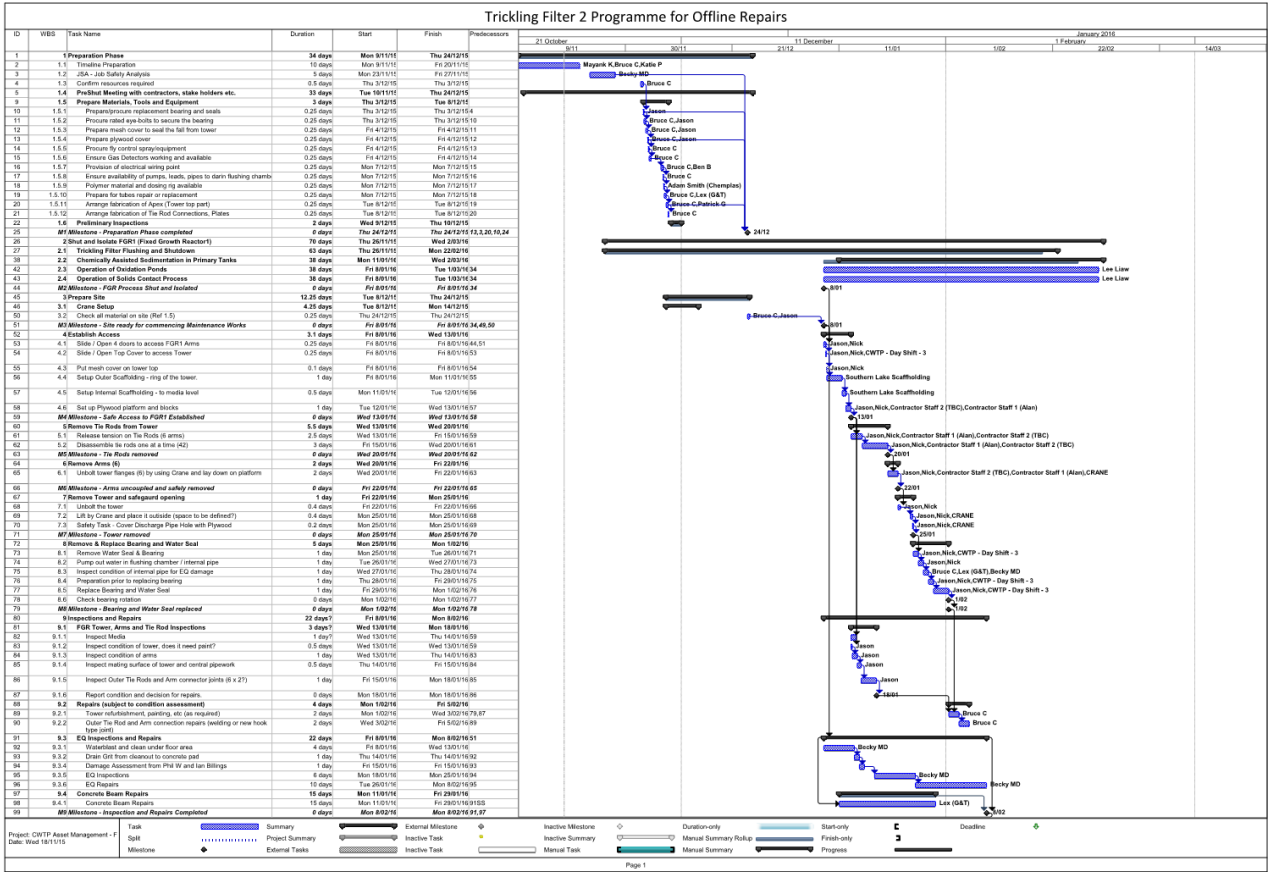 Trickling Filter 2 Programme for Offline Repairs
ID WBS Task Name Duration Start Finish Predecessors
21 October 11 December January 2016 1 February
9/11 30/11 21/12 11/01 1/02 22/02 14/03
1 1 Preparation Phase 34 days Mon 9/11/15 Thu 24/12/15
2 1.1 Timeline Preparation 10 days Mon 9/11/15 Fri 20/11/15 Mayank K,Bruce C,Katie P
3 1.2 JSA - Job Safety Analysis 5 days Mon 23/11/15 Fri 27/11/15 Becky MD
4 1.3 Confirm resources required 0.5 days Thu 3/12/15 Thu 3/12/15 Bruce C
5 1.4 PreShut Meeting with contractors, stake holders etc. 33 days Tue 10/11/15 Thu 24/12/15
9 1.5 Prepare Materials, Tools and Equipment 3 days Thu 3/12/15 Tue 8/12/15
10 1.5.1 Prepare/procure replacement bearing and seals 0.25 days Thu 3/12/15 Thu 3/12/15 4 Jason
11 1.5.2 Procure rated eye-bolts to secure the bearing 0.25 days Thu 3/12/15 Thu 3/12/15 10 Bruce C,Jason
12 1.5.3 Prepare mesh cover to seal the fall from tower 0.25 days Fri 4/12/15 Fri 4/12/15 11 Bruce C,Jason
13 1.5.4 Prepare plywood cover 0.25 days Fri 4/12/15 Fri 4/12/15 12 Bruce C,Jason
14 1.5.5 Procure fly control spray/equipment 0.25 days Fri 4/12/15 Fri 4/12/15 13 Bruce C
15 1.5.6 Ensure Gas Detectors working and available 0.25 days Fri 4/12/15 Fri 4/12/15 14 Bruce C
16 1.5.7 Provision of electrical wiring point 0.25 days Mon 7/12/15 Mon 7/12/15 15 Bruce C,Ben B
17 1.5.8 Ensure availability of pumps, leads, pipes to darin flushing chamb 0.25 days Mon 7/12/15 Mon 7/12/15 16 Bruce C
18 1.5.9 Polymer material and dosing rig available 0.25 days Mon 7/12/15 Mon 7/12/15 17 Adam Smith (Chemplas)
19 1.5.10 Prepare for tubes repair or replacement 0.25 days Mon 7/12/15 Mon 7/12/15 18 Bruce C,Lex (G&T)
20 1.5.11 Arrange fabrication of Apex (Tower top part) 0.25 days Tue 8/12/15 Tue 8/12/15 19 Bruce C,Patrick G
21 1.5.12 Arrange fabrication of Tie Rod Connections, Plates 0.25 days Tue 8/12/15 Tue 8/12/15 20 Bruce C
22 1.6 Preliminary Inspections 2 days Wed 9/12/15 Thu 10/12/15
25 M1 Milestone - Preparation Phase completed 0 days Thu 24/12/15 Thu 24/12/15 13,3,20,10,24 24/12
26 2 Shut and Isolate FGR1 (Fixed Growth Reactor1) 70 days Thu 26/11/15 Wed 2/03/16
27 2.1 Trickling Filter Flushing and Shutdown 63 days Thu 26/11/15 Mon 22/02/16
38 2.2 Chemically Assisted Sedimentation in Primary Tanks 38 days Mon 11/01/16 Wed 2/03/16
42 2.3 Operation of Oxidation Ponds 38 days Fri 8/01/16 Tue 1/03/16 34 Lee Liaw
43 2.4 Operation of Solids Contact Process 38 days Fri 8/01/16 Tue 1/03/16 34 Lee Liaw
44 M2 Milestone - FGR Process Shut and Isolated 0 days Fri 8/01/16 Fri 8/01/16 34 8/01
45 3 Prepare Site 12.25 days Tue 8/12/15 Thu 24/12/15
46 3.1 Crane Setup 4.25 days Tue 8/12/15 Mon 14/12/15
50 3.2 Check all material on site (Ref 1.5) 0.25 days Thu 24/12/15 Thu 24/12/15 Bruce C,Jason
51 M3 Milestone - Site ready for commencing Maintenance Works 0 days Fri 8/01/16 Fri 8/01/16 34,49,50 8/01
52 4 Establish Access 3.1 days Fri 8/01/16 Wed 13/01/16
53 4.1 Slide / Open 4 doors to access FGR1 Arms 0.25 days Fri 8/01/16 Fri 8/01/16 44,51 Jason,Nick
54 4.2 Slide / Open Top Cover to access Tower 0.25 days Fri 8/01/16 Fri 8/01/16 53 Jason,Nick,CWTP - Day Shift - 3
55 4.3 Put mesh cover on tower top 0.1 days Fri 8/01/16 Fri 8/01/16 54 Jason,Nick
56 4.4 Setup Outer Scaffolding - ring of the tower. 1 day Fri 8/01/16 Mon 11/01/16 55 Southern Lake Scaffholding
57 4.5 Setup Internal Scaffholding - to media level 0.5 days Mon 11/01/16 Tue 12/01/16 56 Southern Lake Scaffholding
58 4.6 Set up Plywood platform and blocks 1 day Tue 12/01/16 Wed 13/01/16 57 Jason,Nick,Contractor Staff 2 (TBC),Contractor Staff 1 (Alan)
59 M4 Milestone - Safe Access to FGR1 Established 0 days Wed 13/01/16 Wed 13/01/16 58 13/01
60 5 Remove Tie Rods from Tower 5.5 days Wed 13/01/16 Wed 20/01/16
61 5.1 Release tension on Tie Rods (6 arms) 2.5 days Wed 13/01/16 Fri 15/01/16 59 Jason,Nick,Contractor Staff 1 (Alan),Contractor Staff 2 (TBC)
62 5.2 Disassemble tie rods one at a time (42) 3 days Fri 15/01/16 Wed 20/01/16 61 Jason,Nick,Contractor Staff 1 (Alan),Contractor Staff 2 (TBC)
63 M5 Milestone - Tie Rods removed 0 days Wed 20/01/16 Wed 20/01/16 62 20/01
64 6 Remove Arms (6) 2 days Wed 20/01/16 Fri 22/01/16
65 6.1 Unbolt tower flanges (6) by using Crane and lay down on platform 2 days Wed 20/01/16 Fri 22/01/16 63 Jason,Nick,Contractor Staff 2 (TBC),Contractor Staff 1 (Alan),CRANE
66 M6 Milestone - Arms uncoupled and safely removed 0 days Fri 22/01/16 Fri 22/01/16 65 22/01
67 7 Remove Tower and safegaurd opening 1 day Fri 22/01/16 Mon 25/01/16
68 7.1 Unbolt the tower 0.4 days Fri 22/01/16 Fri 22/01/16 66 Jason,Nick
69 7.2 Lift by Crane and place it outside (space to be defined?) 0.4 days Mon 25/01/16 Mon 25/01/16 68 Jason,Nick,CRANE
70 7.3 Safety Task - Cover Discharge Pipe Hole with Plywood 0.2 days Mon 25/01/16 Mon 25/01/16 69 Jason,Nick,CRANE
71 M7 Milestone - Tower removed 0 days Mon 25/01/16 Mon 25/01/16 70 25/01
72 8 Remove & Replace Bearing and Water Seal 5 days Mon 25/01/16 Mon 1/02/16
73 8.1 Remove Water Seal & Bearing 1 day Mon 25/01/16 Tue 26/01/16 71 Jason,Nick,CWTP - Day Shift - 3
74 8.2 Pump out water in flushing chamber / internal pipe 1 day Tue 26/01/16 Wed 27/01/16 73 Jason,Nick
75 8.3 Inspect condition of internal pipe for EQ damage 1 day Wed 27/01/16 Thu 28/01/16 74 Bruce C,Lex (G&T),Becky MD
76 8.4 Preparation prior to replacing bearing 1 day Thu 28/01/16 Fri 29/01/16 75 Jason,Nick,CWTP - Day Shift - 3
77 8.5 Replace Bearing and Water Seal 1 day Fri 29/01/16 Mon 1/02/16 76 Jason,Nick,CWTP - Day Shift - 3
78 8.6 Check bearing rotation 0 days Mon 1/02/16 Mon 1/02/16 77 1/02
79 M8 Milestone - Bearing and Water Seal replaced 0 days Mon 1/02/16 Mon 1/02/16 78 1/02
80 9 Inspections and Repairs 22 days? Fri 8/01/16 Mon 8/02/16
81 9.1 FGR Tower, Arms and Tie Rod Inspections 3 days? Wed 13/01/16 Mon 18/01/16
82 9.1.1 Inspect Media 1 day? Wed 13/01/16 Thu 14/01/16 59
83 9.1.2 Inspect condition of tower, does it need paint? 0.5 days Wed 13/01/16 Wed 13/01/16 59 Jason
84 9.1.3 Inspect condition of arms 1 day Wed 13/01/16 Thu 14/01/16 83 Jason
85 9.1.4 Inspect mating surface of tower and central pipework 0.5 days Thu 14/01/16 Fri 15/01/16 84 Jason
86 9.1.5 Inspect Outer Tie Rods and Arm connector joints (6 x 2?) 1 day Fri 15/01/16 Mon 18/01/16 85 Jason
87 9.1.6 Report condition and decision for repairs. 0 days Mon 18/01/16 Mon 18/01/16 86 18/01
88 9.2 Repairs (subject to condition assessment) 4 days Mon 1/02/16 Fri 5/02/16
89 9.2.1 Tower refurbishment, painting, etc (as required) 2 days Mon 1/02/16 Wed 3/02/16 79,87 Bruce C
90 9.2.2 Outer Tie Rod and Arm connection repairs (welding or new hook 2 days Wed 3/02/16 Fri 5/02/16 89 Bruce C
type joint)
91 9.3 EQ Inspections and Repairs 22 days Fri 8/01/16 Mon 8/02/16 51
92 9.3.1 Waterblast and clean under floor area 4 days Fri 8/01/16 Wed 13/01/16 Becky MD
93 9.3.2 Drain Grit from cleanout to concrete pad 1 day Thu 14/01/16 Thu 14/01/16 92
94 9.3.4 Damage Assessment from Phil W and Ian Billings 1 day Fri 15/01/16 Fri 15/01/16 93
95 9.3.5 EQ Inspections 6 days Mon 18/01/16 Mon 25/01/16 94 Becky MD
96 9.3.6 EQ Repairs 10 days Tue 26/01/16 Mon 8/02/16 95 Becky MD
97 9.4 Concrete Beam Repairs 15 days Mon 11/01/16 Fri 29/01/16
98 9.4.1 Concrete Beam Repairs 15 days Mon 11/01/16 Fri 29/01/16 91SS Lex (G&T)
99 M9 Milestone - Inspection and Repairs Completed 0 days Mon 8/02/16 Mon 8/02/16 91,97 8/02
Project: CWTP Asset Management - F
Date: Wed 18/11/15
Task Summary External Milestone Inactive Milestone Duration-only Start-only Deadline
Split Project Summary Inactive Task Inactive Summary Manual Summary Rollup Finish-only
Milestone External Tasks Inactive Task Manual Task Manual Summary Progress
Page 1